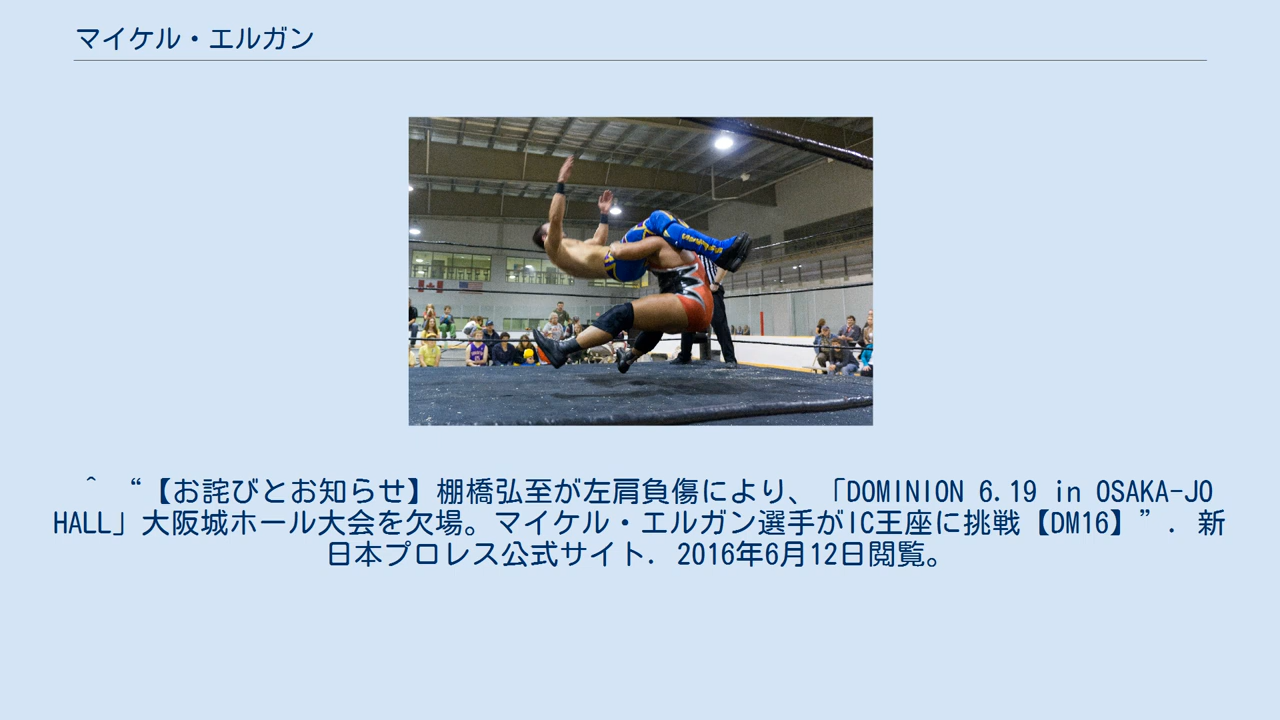 マイケル・エルガン
^ “【お詫びとお知らせ】棚橋弘至が左肩負傷により、「DOMINION 6.19 in OSAKA-JO
HALL」大阪城ホール大会を欠場。マイケル・エルガン選手がIC王座に挑戦【DM16】”. 新
日本プロレス公式サイト. 2016年6月12日閲覧。